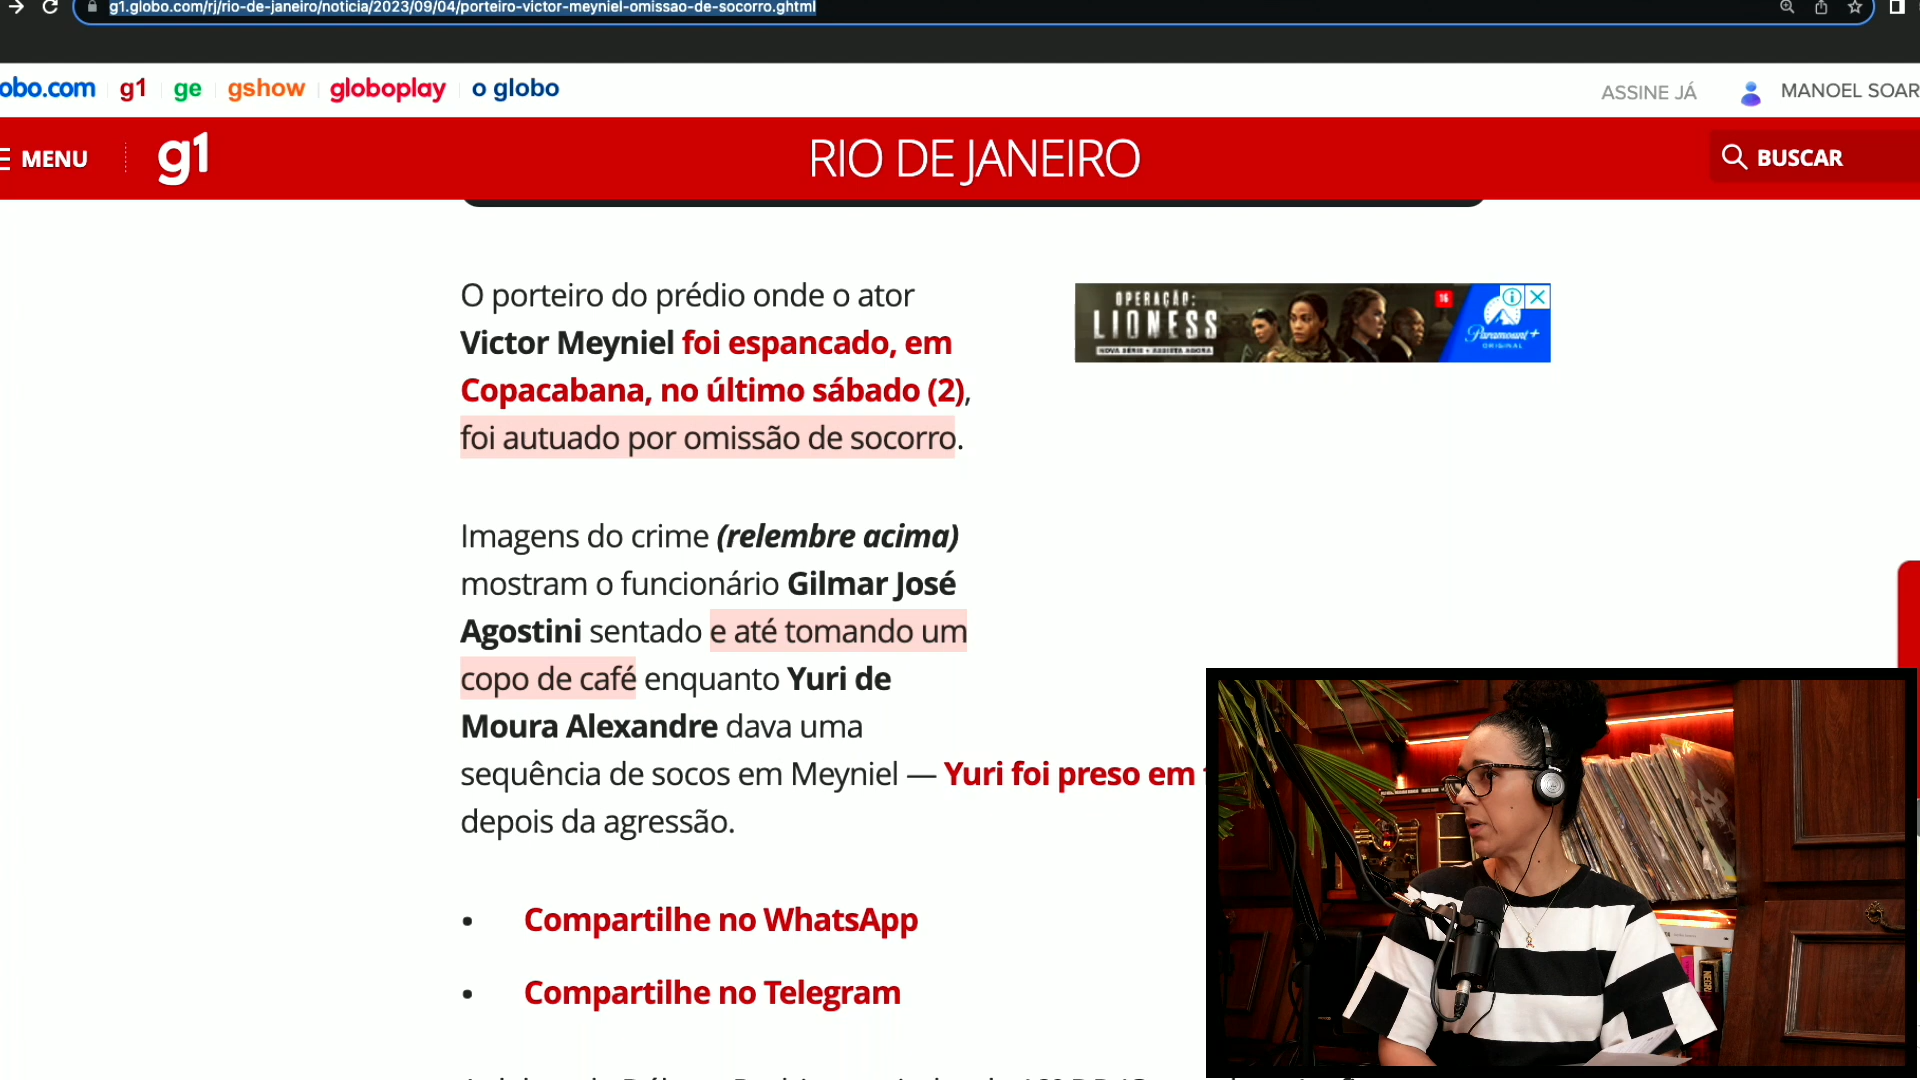 g1.globo.com/rj/rio-de-janeiro/noticia/2023/09/04/porteiro-victor-meyniel-omissao-de-socorro.ghtml
obo.com g1 ge gshow globoplay o globo
ASSINE JÁ MANOEL SOAR
MENU g1 RIO DE JANEIRO BUSCAR
O porteiro do prédio onde o ator
Victor Meyniel foi espancado, em
Copacabana, no último sábado (2),
foi autuado por omissão de socorro.
OPERAÇÃO:
LIONESS
NOVA SÉRIE • ASSISTA AGORA
16
Paramount+
ORIGINAL
Imagens do crime (relembre acima)
mostram o funcionário Gilmar José
Agostini sentado e até tomando um
copo de café enquanto Yuri de
Moura Alexandre dava uma
sequência de socos em Meyniel — Yuri foi preso em
depois da agressão.
• Compartilhe no WhatsApp
• Compartilhe no Telegram